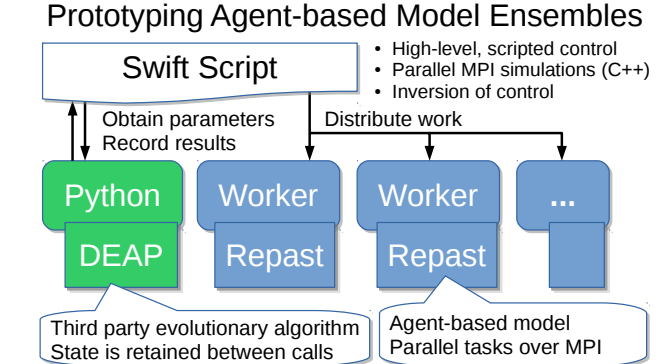 Prototyping Agent-based Model Ensembles
Swift Script
• High-level, scripted control
• Parallel MPI simulations (C++)
• Inversion of control
Obtain parameters
Record results
Distribute work
Python
Worker
Worker
...
DEAP
Repast
Repast
Third party evolutionary algorithm
State is retained between calls
Agent-based model
Parallel tasks over MPI